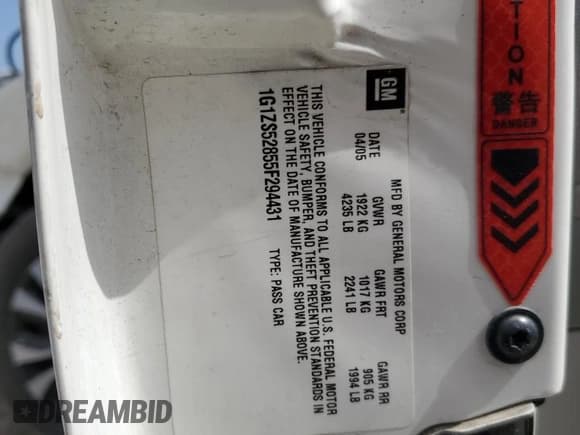 GM
MFD BY GENERAL MOTORS CORP
DATE GVWR GAWR FRT GAWR RR
04/05 1922 KG 1017 KG 905 KG
4235 LB 2241 LB 1994 LB
THIS VEHICLE CONFORMS TO ALL APPLICABLE U.S. FEDERAL MOTOR
VEHICLE SAFETY, BUMPER, AND THEFT PREVENTION STANDARDS IN
EFFECT ON THE DATE OF MANUFACTURE SHOWN ABOVE.
1G1ZS52855F294431 TYPE: PASS CAR
TION
警告
DANGER
DREAMBID